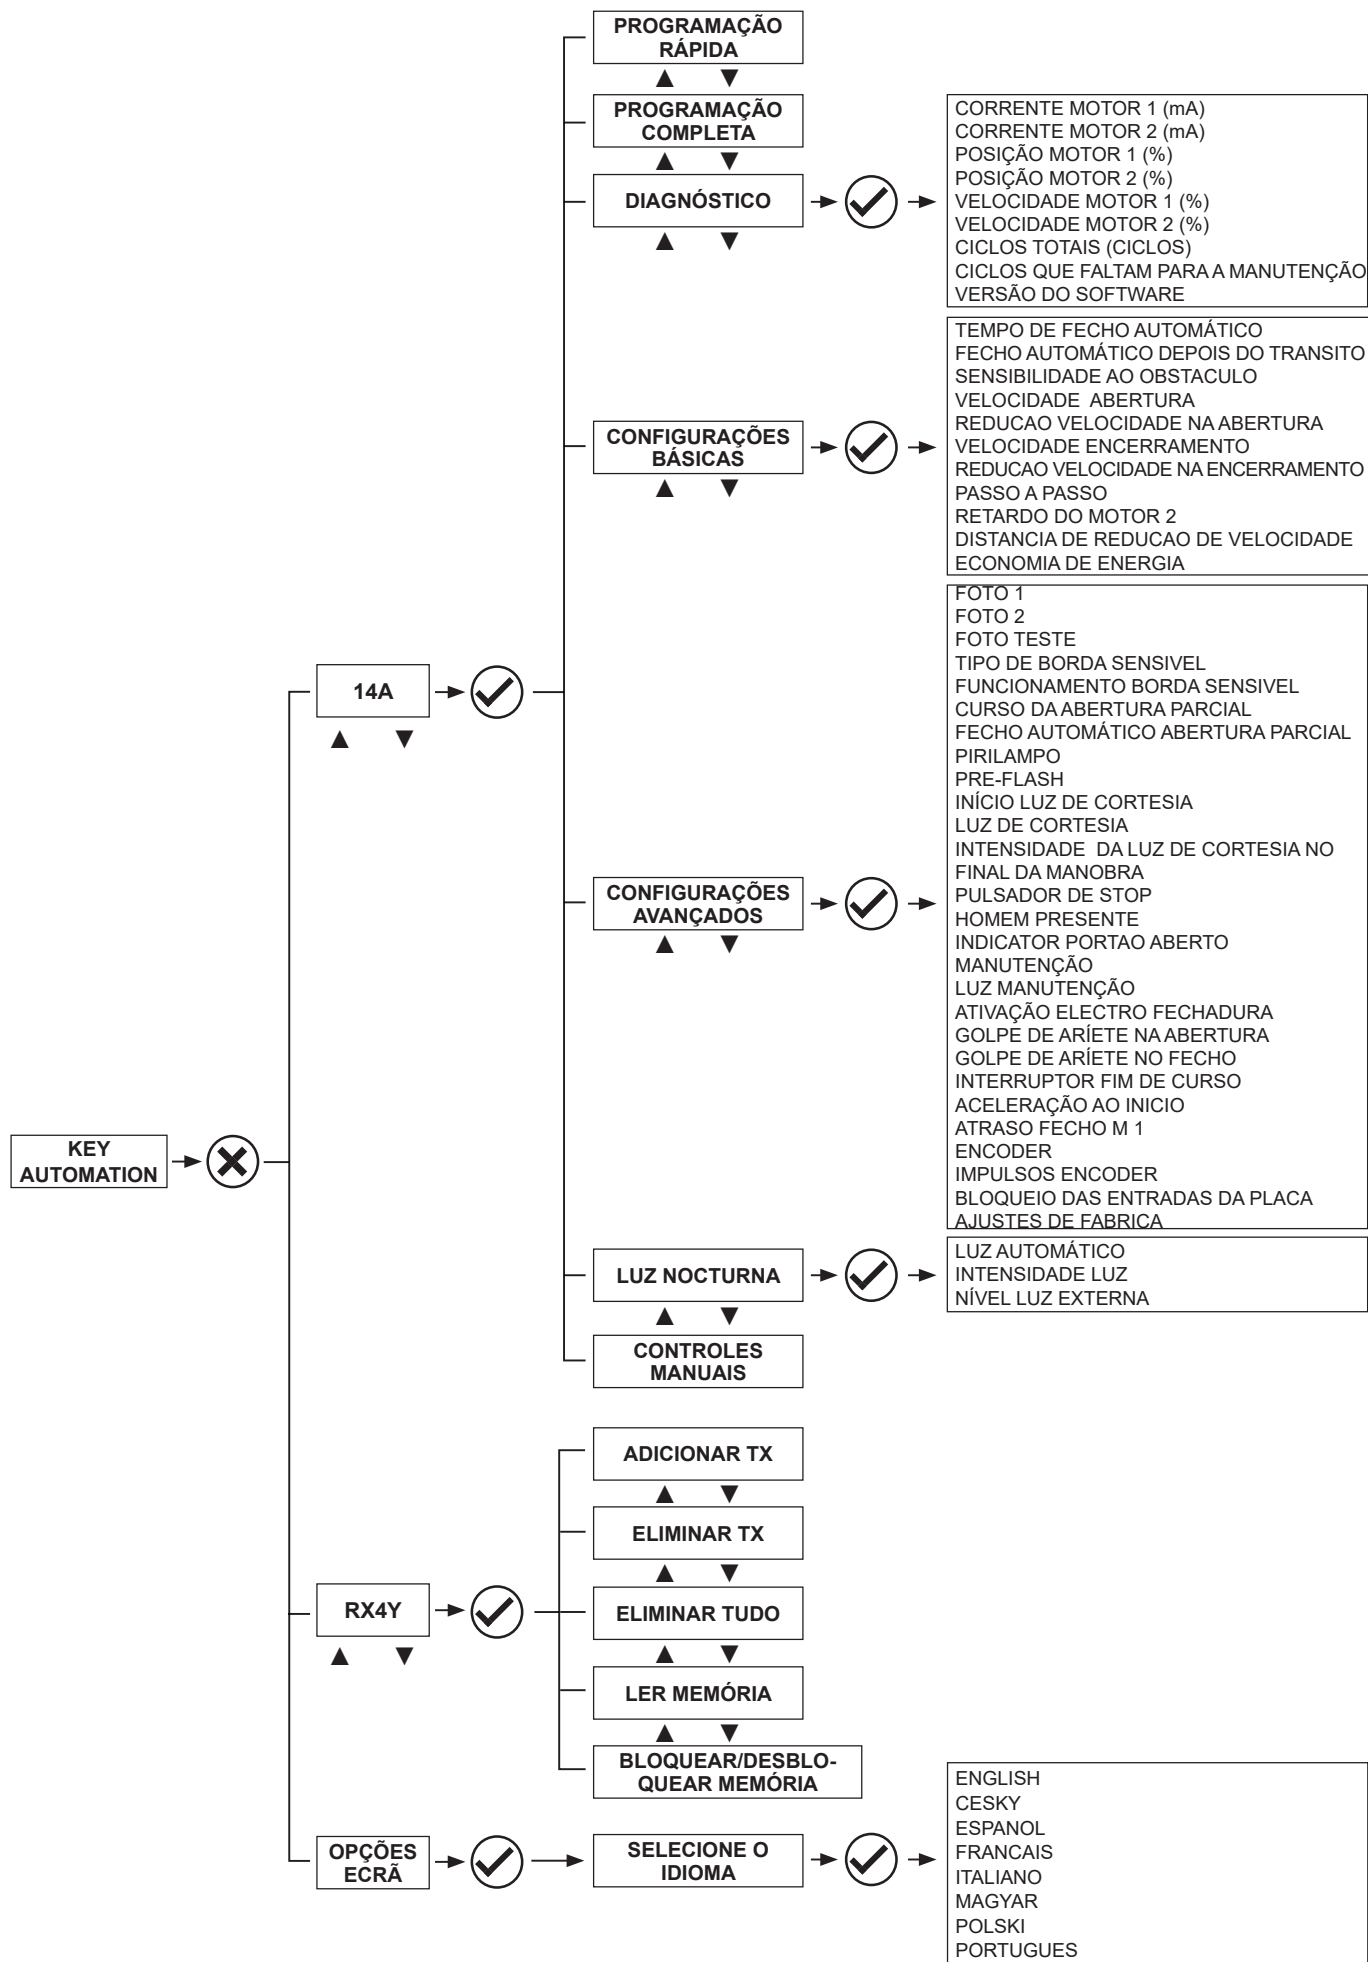 PROGRAMAÇÃO
RÁPIDA
▲ ▼
PROGRAMAÇÃO
COMPLETA
▲ ▼
DIAGNÓSTICO
▲ ▼
CORRENTE MOTOR 1 (mA)
CORRENTE MOTOR 2 (mA)
POSIÇÃO MOTOR 1 (%)
POSIÇÃO MOTOR 2 (%)
VELOCIDADE MOTOR 1 (%)
VELOCIDADE MOTOR 2 (%)
CICLOS TOTAIS (CICLOS)
CICLOS QUE FALTAM PARA A MANUTENÇÃO
VERSÃO DO SOFTWARE
CONFIGURAÇÕES
BÁSICAS
▲ ▼
TEMPO DE FECHO AUTOMÁTICO
FECHO AUTOMÁTICO DEPOIS DO TRANSITO
SENSIBILIDADE AO OBSTACULO
VELOCIDADE ABERTURA
REDUCAO VELOCIDADE NA ABERTURA
VELOCIDADE ENCERRAMENTO
REDUCAO VELOCIDADE NA ENCERRAMENTO
PASSO A PASSO
RETARDO DO MOTOR 2
DISTANCIA DE REDUCAO DE VELOCIDADE
ECONOMIA DE ENERGIA
14A
▲ ▼
CONFIGURAÇÕES
AVANÇADOS
▲ ▼
FOTO 1
FOTO 2
FOTO TESTE
TIPO DE BORDA SENSIVEL
FUNCIONAMENTO BORDA SENSIVEL
CURSO DA ABERTURA PARCIAL
FECHO AUTOMÁTICO ABERTURA PARCIAL
PIRILAMPO
PRE-FLASH
INÍCIO LUZ DE CORTESIA
LUZ DE CORTESIA
INTENSIDADE DA LUZ DE CORTESIA NO
FINAL DA MANOBRA
PULSADOR DE STOP
HOMEM PRESENTE
INDICATOR PORTAO ABERTO
MANUTENÇÃO
LUZ MANUTENÇÃO
ATIVAÇÃO ELECTRO FECHADURA
GOLPE DE ARÍETE NA ABERTURA
GOLPE DE ARÍETE NO FECHO
INTERRUPTOR FIM DE CURSO
ACELERAÇÃO AO INICIO
ATRASO FECHO M 1
ENCODER
IMPULSOS ENCODER
BLOQUEIO DAS ENTRADAS DA PLACA
AJUSTES DE FABRICA
KEY
AUTOMATION
LUZ NOCTURNA
▲ ▼
LUZ AUTOMÁTICO
INTENSIDADE LUZ
NÍVEL LUZ EXTERNA
CONTROLES
MANUAIS
ADICIONAR TX
▲ ▼
ELIMINAR TX
▲ ▼
RX4Y
▲ ▼
ELIMINAR TUDO
▲ ▼
LER MEMÓRIA
▲ ▼
BLOQUEAR/DESBLO-
QUEAR MEMÓRIA
OPÇÕES
ECRÃ
SELECIONE O
IDIOMA
ENGLISH
CESKY
ESPANOL
FRANCAIS
ITALIANO
MAGYAR
POLSKI
PORTUGUES